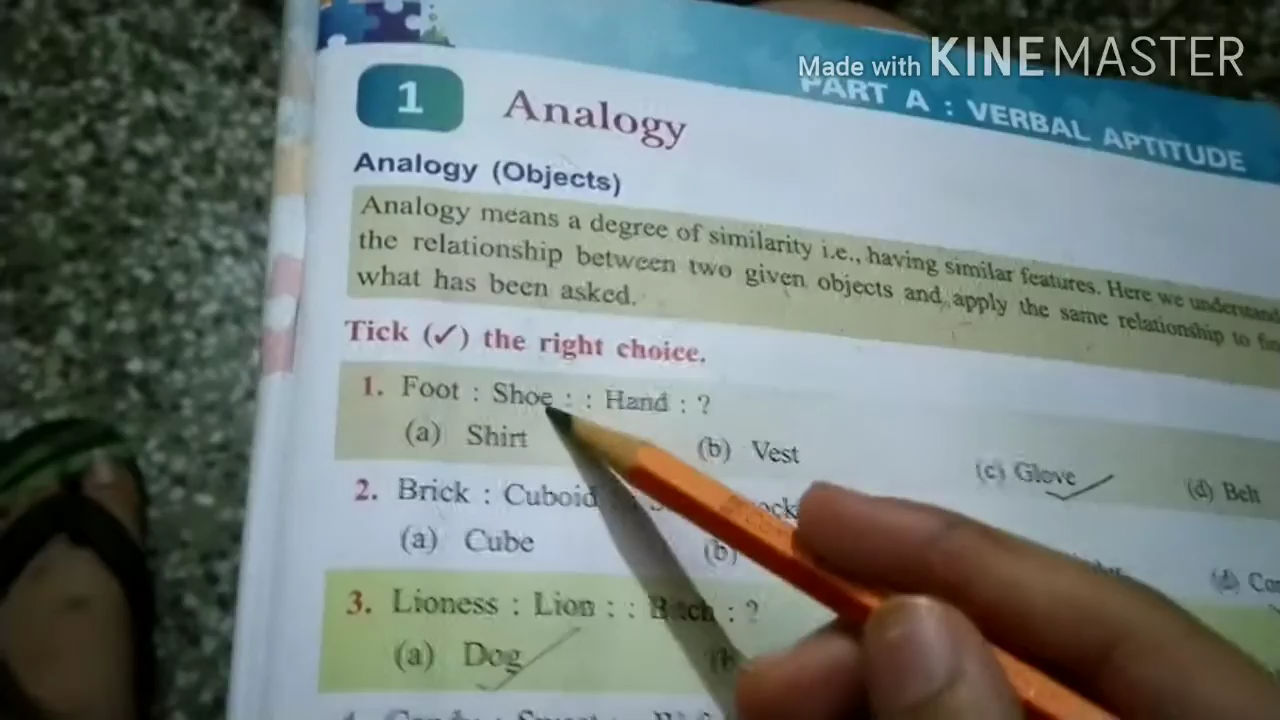 Made with KINEMASTER
PART A : VERBAL APTITUDE
1 Analogy
Analogy (Objects)
Analogy means a degree of similarity i.e., having similar features. Here we understand
the relationship between two given objects and apply the same relationship to
what has been asked.
Tick (✓) the right choice.
1. Foot : Shoe : : Hand : ?
(a) Shirt (b) Vest (c) Glove (d) Belt
2. Brick : Cuboid
(a) Cube (b) (d)
3. Lioness : Lion : : Bitch : ?
(a) Dog